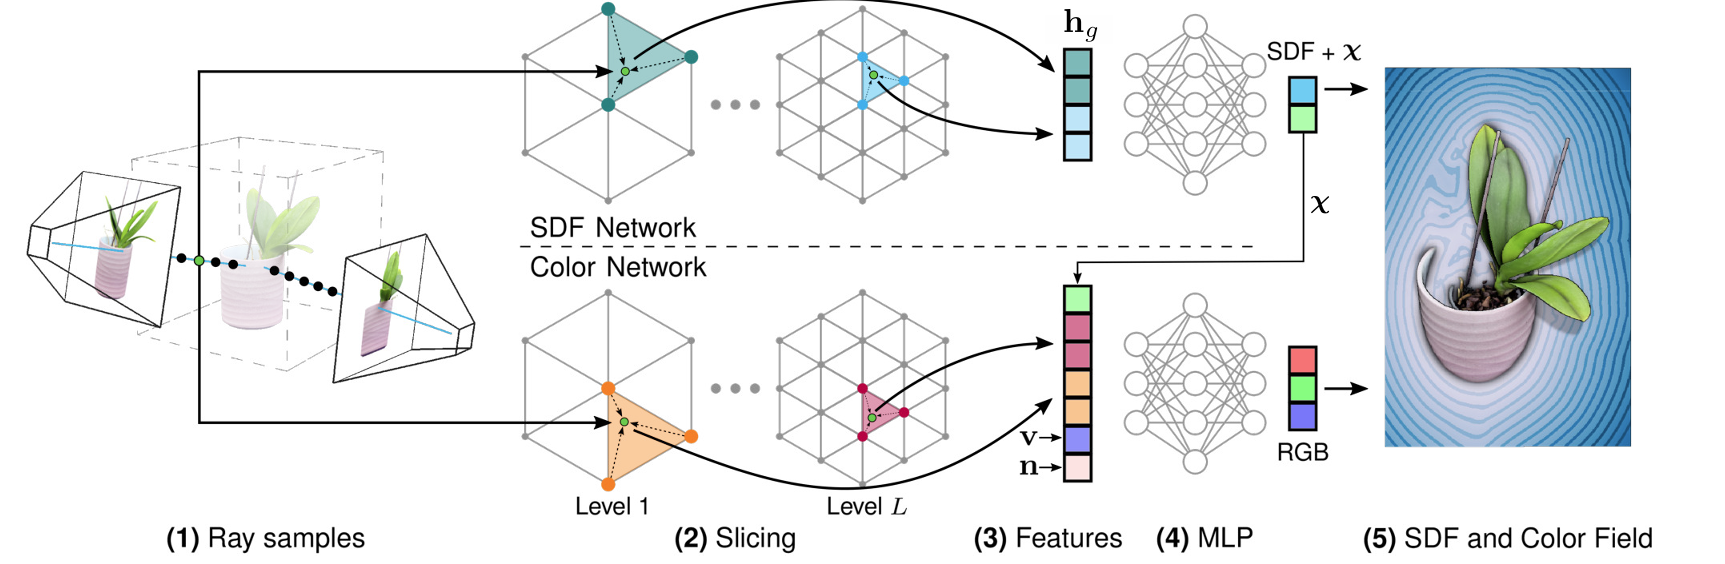 𝐡_g
SDF + 𝝌
𝝌
SDF Network
Color Network
v
n
RGB
Level 1
Level L
(1) Ray samples
(2) Slicing
(3) Features
(4) MLP
(5) SDF and Color Field